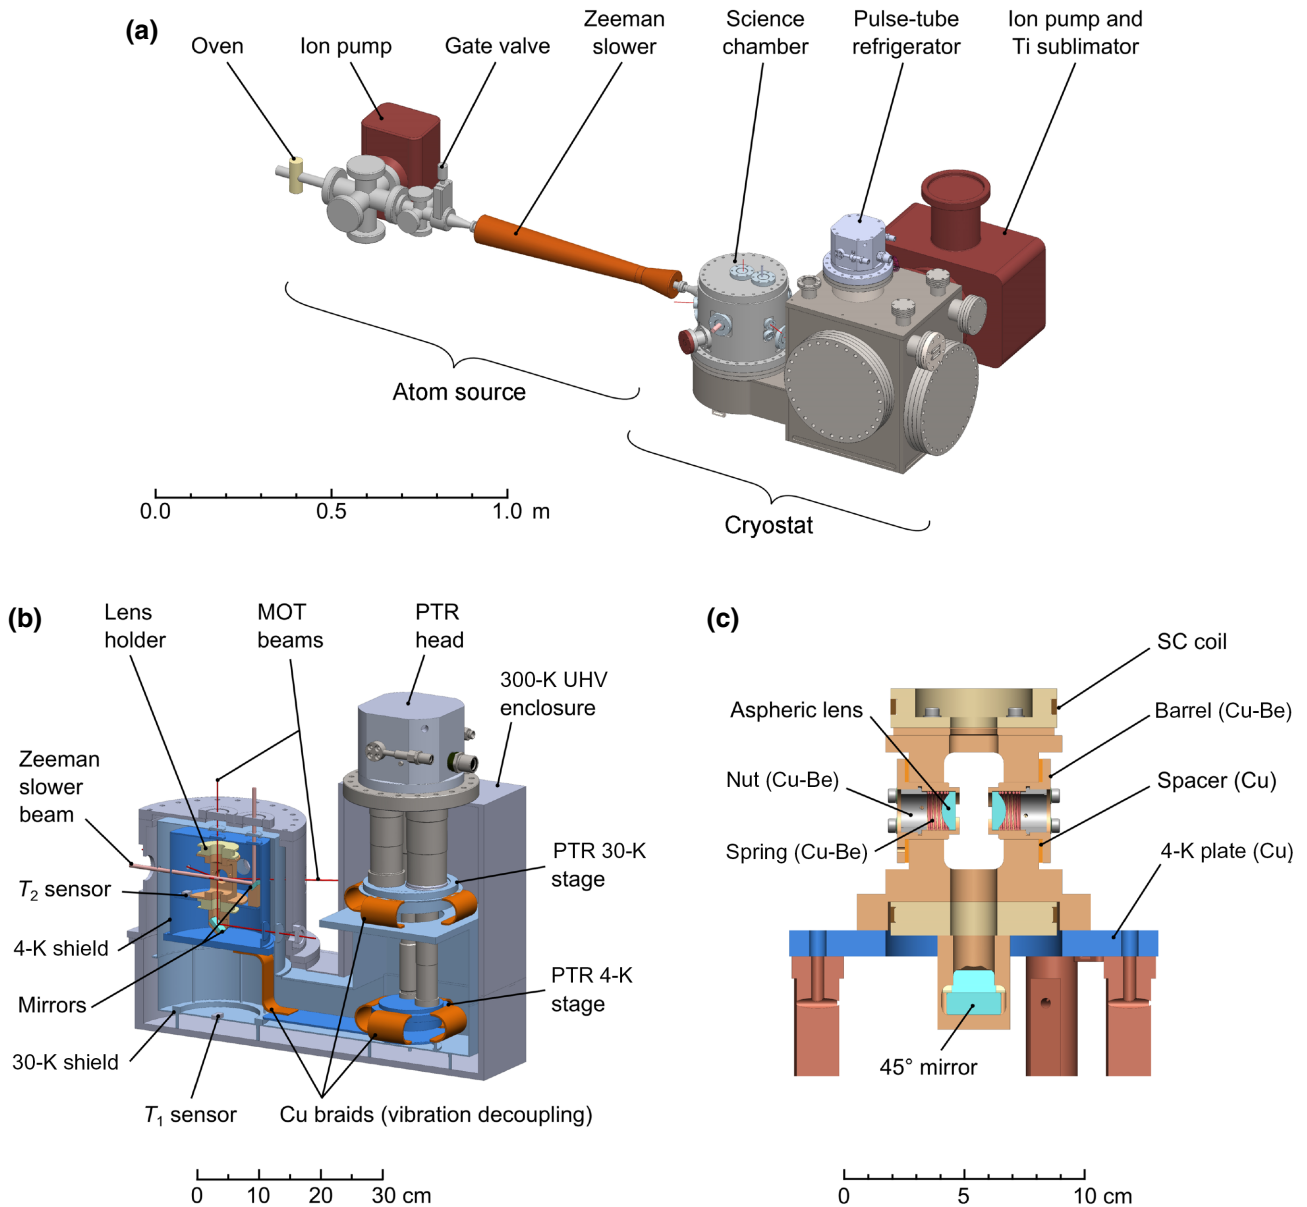 (a)
Oven
Ion pump
Gate valve
Zeeman
slower
Science
chamber
Pulse-tube
refrigerator
Ion pump and
Ti sublimator
Atom source
Cryostat
0.0 0.5 1.0 m
(b)
Lens
holder
MOT
beams
PTR
head
300-K UHV
enclosure
Zeeman
slower
beam
T2 sensor
4-K shield
Mirrors
30-K shield
T1 sensor
Cu braids (vibration decoupling)
PTR 30-K
stage
PTR 4-K
stage
0 10 20 30 cm
(c)
SC coil
Aspheric lens
Barrel (Cu-Be)
Nut (Cu-Be)
Spacer (Cu)
Spring (Cu-Be)
4-K plate (Cu)
45° mirror
0 5 10 cm